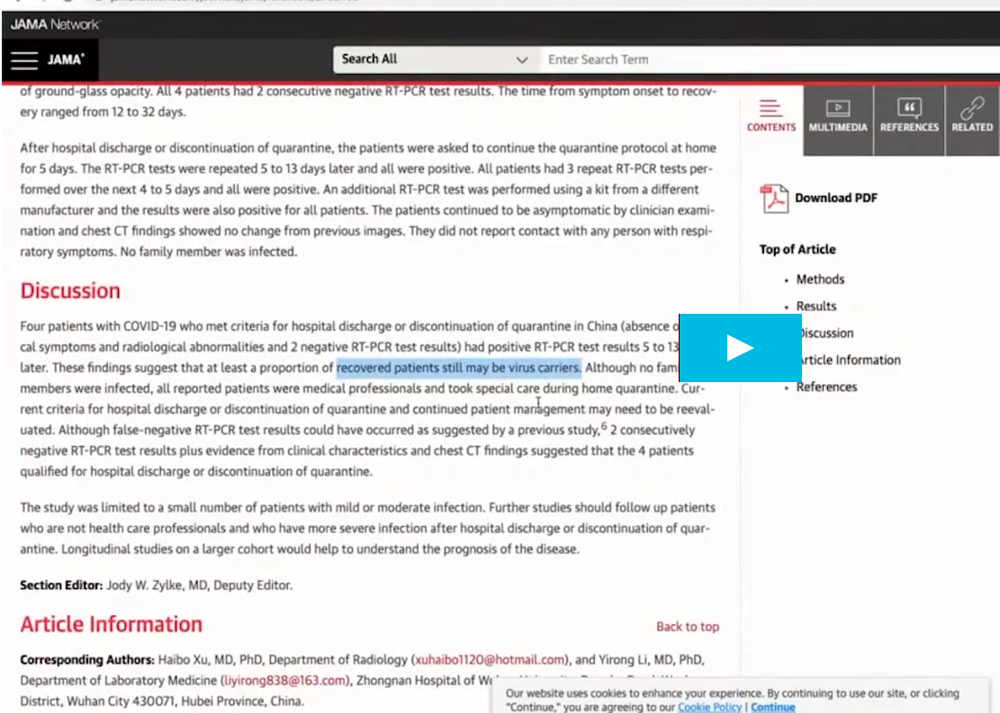 JAMA Network
JAMA
Search All
Enter Search Term
of ground-glass opacity. All 4 patients had 2 consecutive negative RT-PCR test results. The time from symptom onset to recov-
ery ranged from 12 to 32 days.
After hospital discharge or discontinuation of quarantine, the patients were asked to continue the quarantine protocol at home
for 5 days. The RT-PCR tests were repeated 5 to 13 days later and all were positive. All patients had 3 repeat RT-PCR tests per-
formed over the next 4 to 5 days and all were positive. An additional RT-PCR test was performed using a kit from a different
manufacturer and the results were also positive for all patients. The patients continued to be asymptomatic by clinician exami-
nation and chest CT findings showed no change from previous images. They did not report contact with any person with respi-
ratory symptoms. No family member was infected.
Discussion
Four patients with COVID-19 who met criteria for hospital discharge or discontinuation of quarantine in China (absence
cal symptoms and radiological abnormalities and 2 negative RT-PCR test results) had positive RT-PCR test results 5 to 13
later. These findings suggest that at least a proportion of recovered patients still may be virus carriers. Although no
members were infected, all reported patients were medical professionals and took special care during home quarantine. Cur-
rent criteria for hospital discharge or discontinuation of quarantine and continued patient management may need to be reeval-
uated. Although false-negative RT-PCR test results could have occurred as suggested by a previous study,6 2 consecutively
negative RT-PCR test results plus evidence from clinical characteristics and chest CT findings suggested that the 4 patients
qualified for hospital discharge or discontinuation of quarantine.
The study was limited to a small number of patients with mild or moderate infection. Further studies should follow up patients
who are not health care professionals and who have more severe infection after hospital discharge or discontinuation of quar-
antine. Longitudinal studies on a larger cohort would help to understand the prognosis of the disease.
Section Editor: Jody W. Zylke, MD, Deputy Editor.
Article Information
Back to top
Corresponding Authors: Haibo Xu, MD, PhD, Department of Radiology (xuhaibo1120@hotmail.com), and Yirong Li, MD, PhD,
Department of Laboratory Medicine (liyirong838@163.com), Zhongnan Hospital of
District, Wuhan City 430071, Hubei Province, China.
CONTENTS
MULTIMEDIA
REFERENCES
RELATED
Download PDF
Top of Article
• Methods
• Results
Discussion
Article Information
• References
Our website uses cookies to enhance your experience. By continuing to use our site, or clicking
"Continue," you are agreeing to our Cookie Policy | Continue